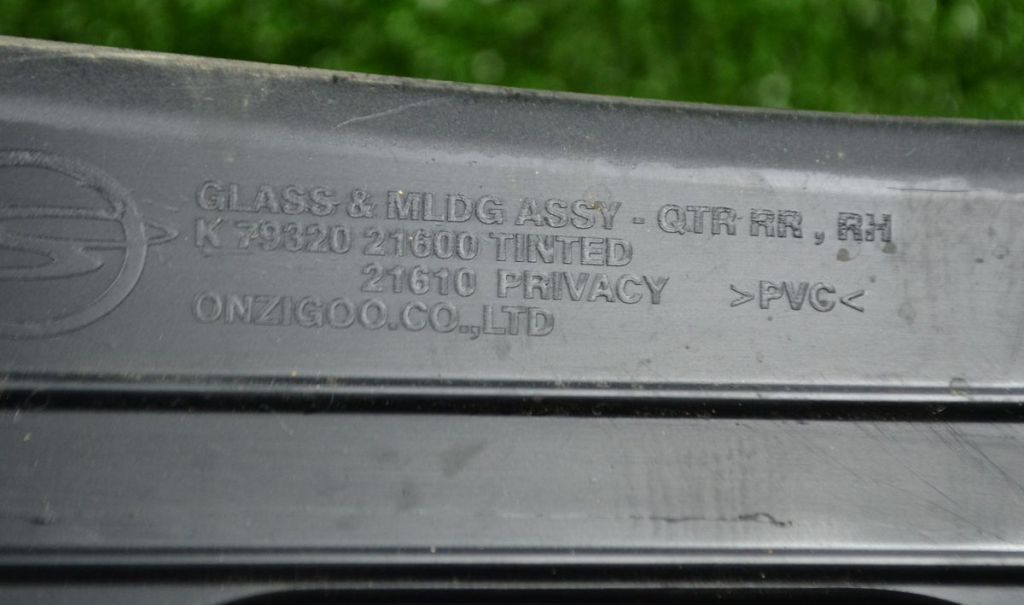 GLASS & MLDG ASSY - QTR RR , RH
K 79320 21600 TINTED
21610 PRIVACY >PVC<
ONZIGOO.CO.,LTD